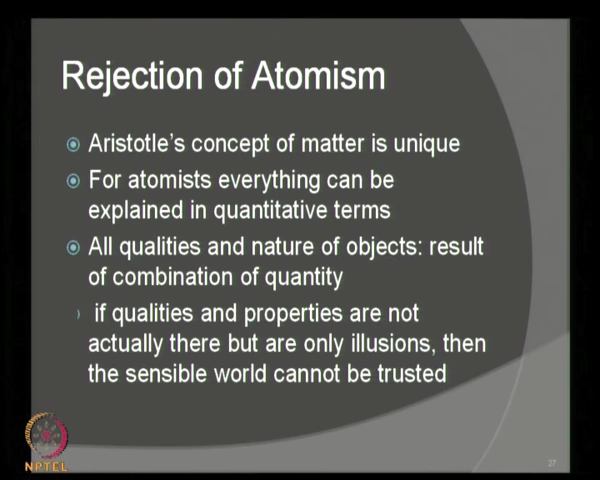 Rejection of Atomism
Aristotle's concept of matter is unique
For atomists everything can be
explained in quantitative terms
All qualities and nature of objects: result
of combination of quantity
if qualities and properties are not
actually there but are only illusions, then
the sensible world cannot be trusted
NPTEL
27